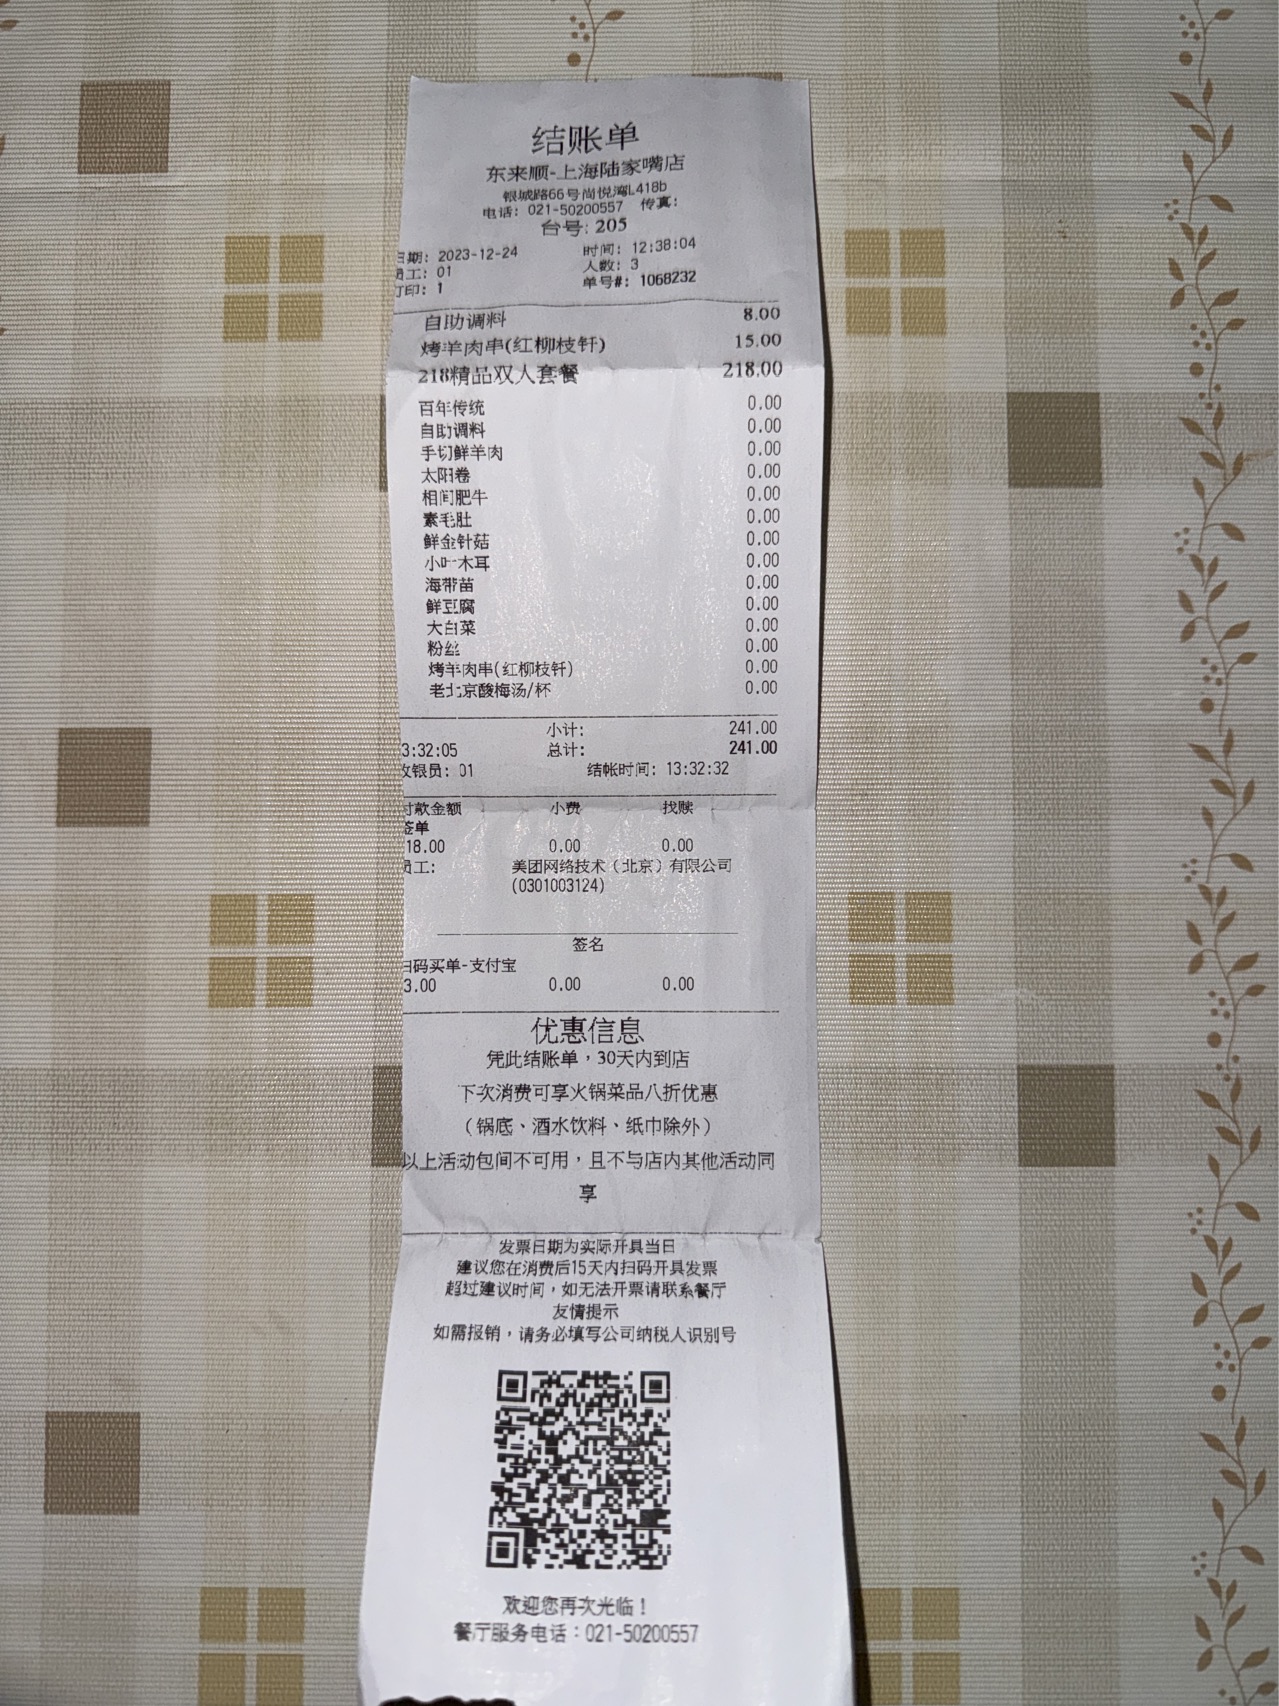 结账单
东来顺-上海陆家嘴店
银城路66号尚悦湾L418b
电话: 021-50200557 传真:
台号: 205
日期: 2023-12-24 时间: 12:38:04
员工: 01 人数: 3
打印: 1 单号#: 1068232
自助调料 8.00
烤羊肉串(红柳枝钎) 15.00
218精品双人套餐 218.00
百年传统 0.00
自助调料 0.00
手切鲜羊肉 0.00
太阳卷 0.00
相间肥牛 0.00
素毛肚 0.00
鲜金针菇 0.00
小叶木耳 0.00
海带苗 0.00
鲜豆腐 0.00
大白菜 0.00
粉丝 0.00
烤羊肉串(红柳枝钎) 0.00
老北京酸梅汤/杯 0.00
小计: 241.00
3:32:05 总计: 241.00
收银员: 01 结帐时间: 13:32:32
付款金额 小费 找赎
签单
18.00 0.00 0.00
员工: 美团网络技术（北京）有限公司
(0301003124)
签名
扫码买单-支付宝
3.00 0.00 0.00
优惠信息
凭此结账单，30天内到店
下次消费可享火锅菜品八折优惠
（锅底、酒水饮料、纸巾除外）
以上活动包间不可用，且不与店内其他活动同
享
发票日期为实际开具当日
建议您在消费后15天内扫码开具发票
超过建议时间，如无法开票请联系餐厅
友情提示
如需报销，请务必填写公司纳税人识别号
欢迎您再次光临！
餐厅服务电话：021-50200557